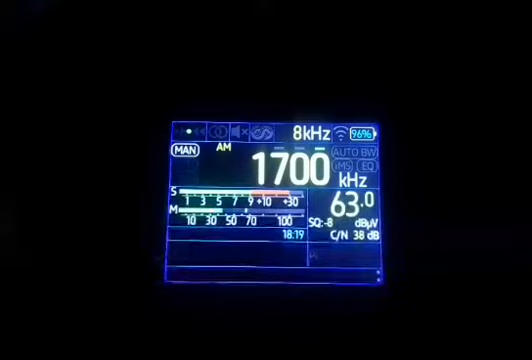 8kHz 96%
MAN AM AUTO BW
1700 kHz iMS EQ
S 1 3 5 7 9 +10 +30 63.0
M 10 30 50 70 100 SQ:-8 dBμV
18:19 C/N 38 dB